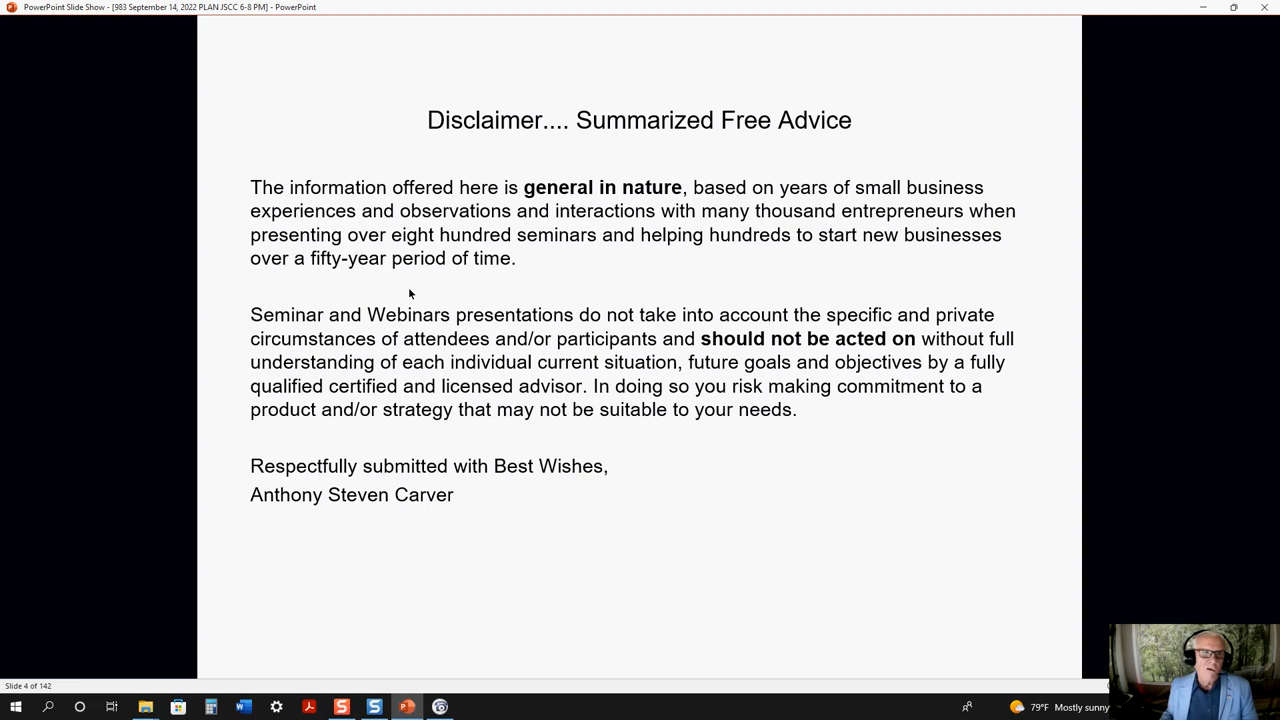 PowerPoint Slide Show - [983 September 14, 2022 PLAN JSCC 6-8 PM] - PowerPoint
Disclaimer.... Summarized Free Advice
The information offered here is general in nature, based on years of small business
experiences and observations and interactions with many thousand entrepreneurs when
presenting over eight hundred seminars and helping hundreds to start new businesses
over a fifty-year period of time.
Seminar and Webinars presentations do not take into account the specific and private
circumstances of attendees and/or participants and should not be acted on without full
understanding of each individual current situation, future goals and objectives by a fully
qualified certified and licensed advisor. In doing so you risk making commitment to a
product and/or strategy that may not be suitable to your needs.
Respectfully submitted with Best Wishes,
Anthony Steven Carver
Slide 4 of 142
79°F Mostly sunny